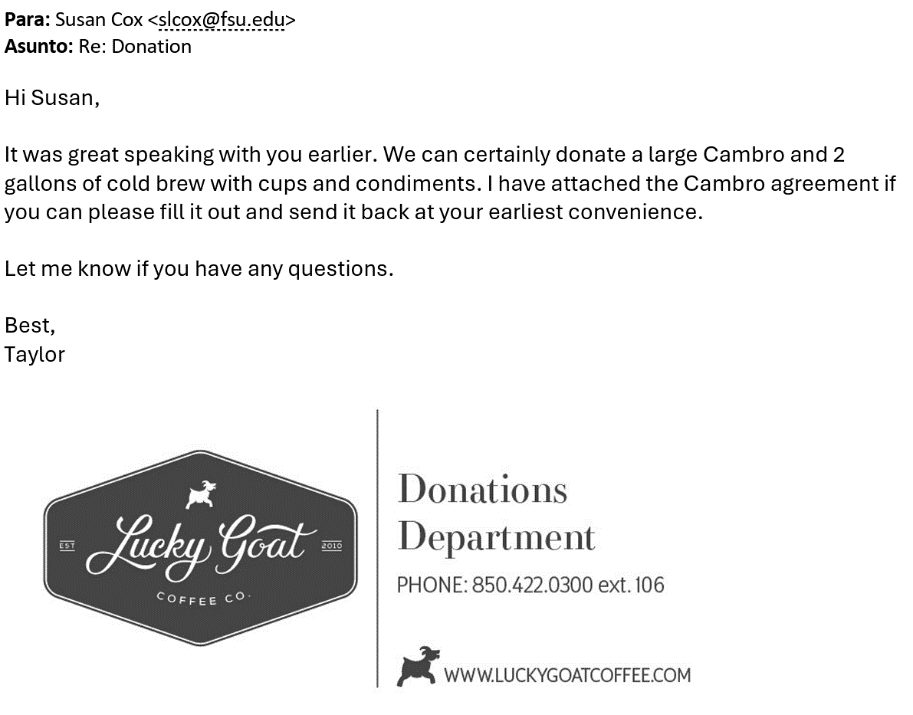 Para: Susan Cox <slcox@fsu.edu>
Asunto: Re: Donation
Hi Susan,
It was great speaking with you earlier. We can certainly donate a large Cambro and 2
gallons of cold brew with cups and condiments. I have attached the Cambro agreement if
you can please fill it out and send it back at your earliest convenience.
Let me know if you have any questions.
Best,
Taylor
EST
Lucky Goat
2010
COFFEE CO.
Donations
Department
PHONE: 850.422.0300 ext. 106
WWW.LUCKYGOATCOFFEE.COM